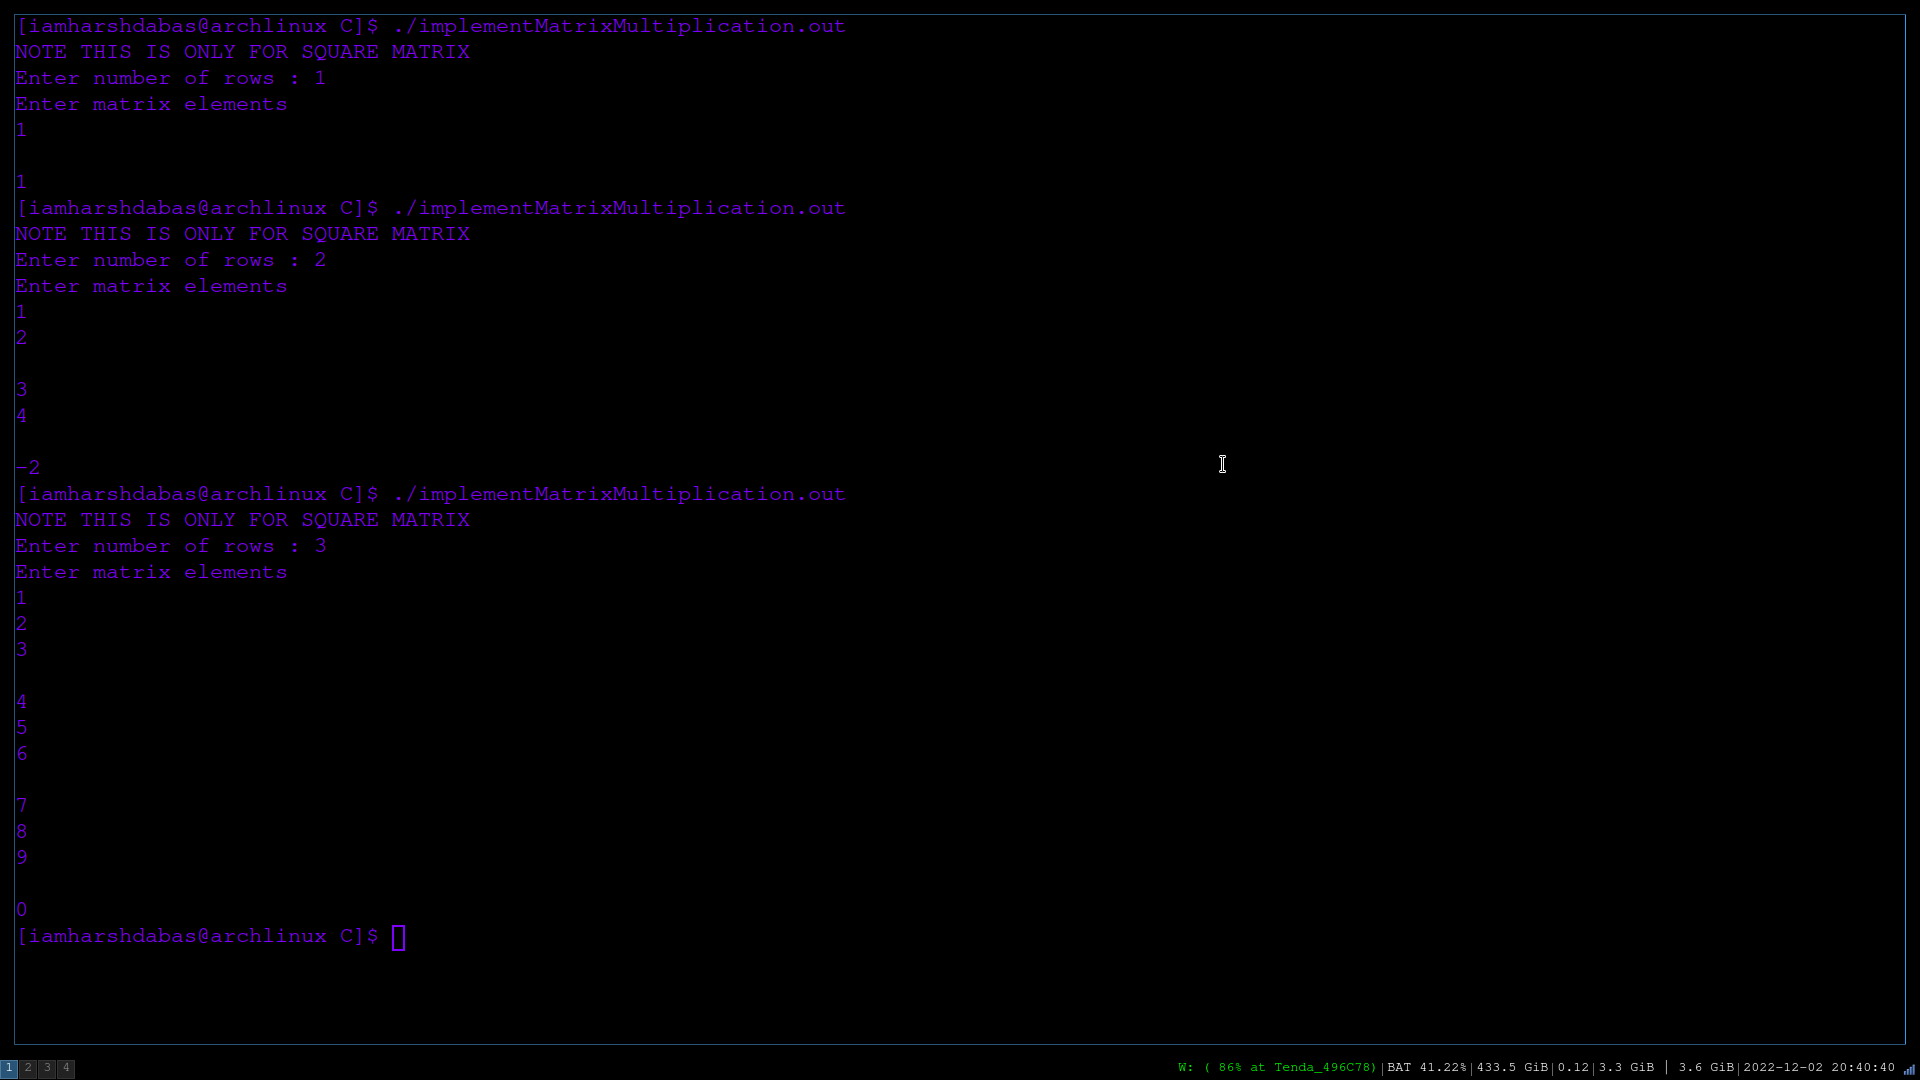 [iamharshdabas@archlinux C]$ ./implementMatrixMultiplication.out
NOTE THIS IS ONLY FOR SQUARE MATRIX
Enter number of rows : 1
Enter matrix elements
1
1
[iamharshdabas@archlinux C]$ ./implementMatrixMultiplication.out
NOTE THIS IS ONLY FOR SQUARE MATRIX
Enter number of rows : 2
Enter matrix elements
1
2
3
4
-2
[iamharshdabas@archlinux C]$ ./implementMatrixMultiplication.out
NOTE THIS IS ONLY FOR SQUARE MATRIX
Enter number of rows : 3
Enter matrix elements
1
2
3
4
5
6
7
8
9
0
[iamharshdabas@archlinux C]$
1 2 3 4 W: ( 86% at Tenda_496C78)|BAT 41.22%|433.5 GiB|0.12|3.3 GiB | 3.6 GiB|2022-12-02 20:40:40